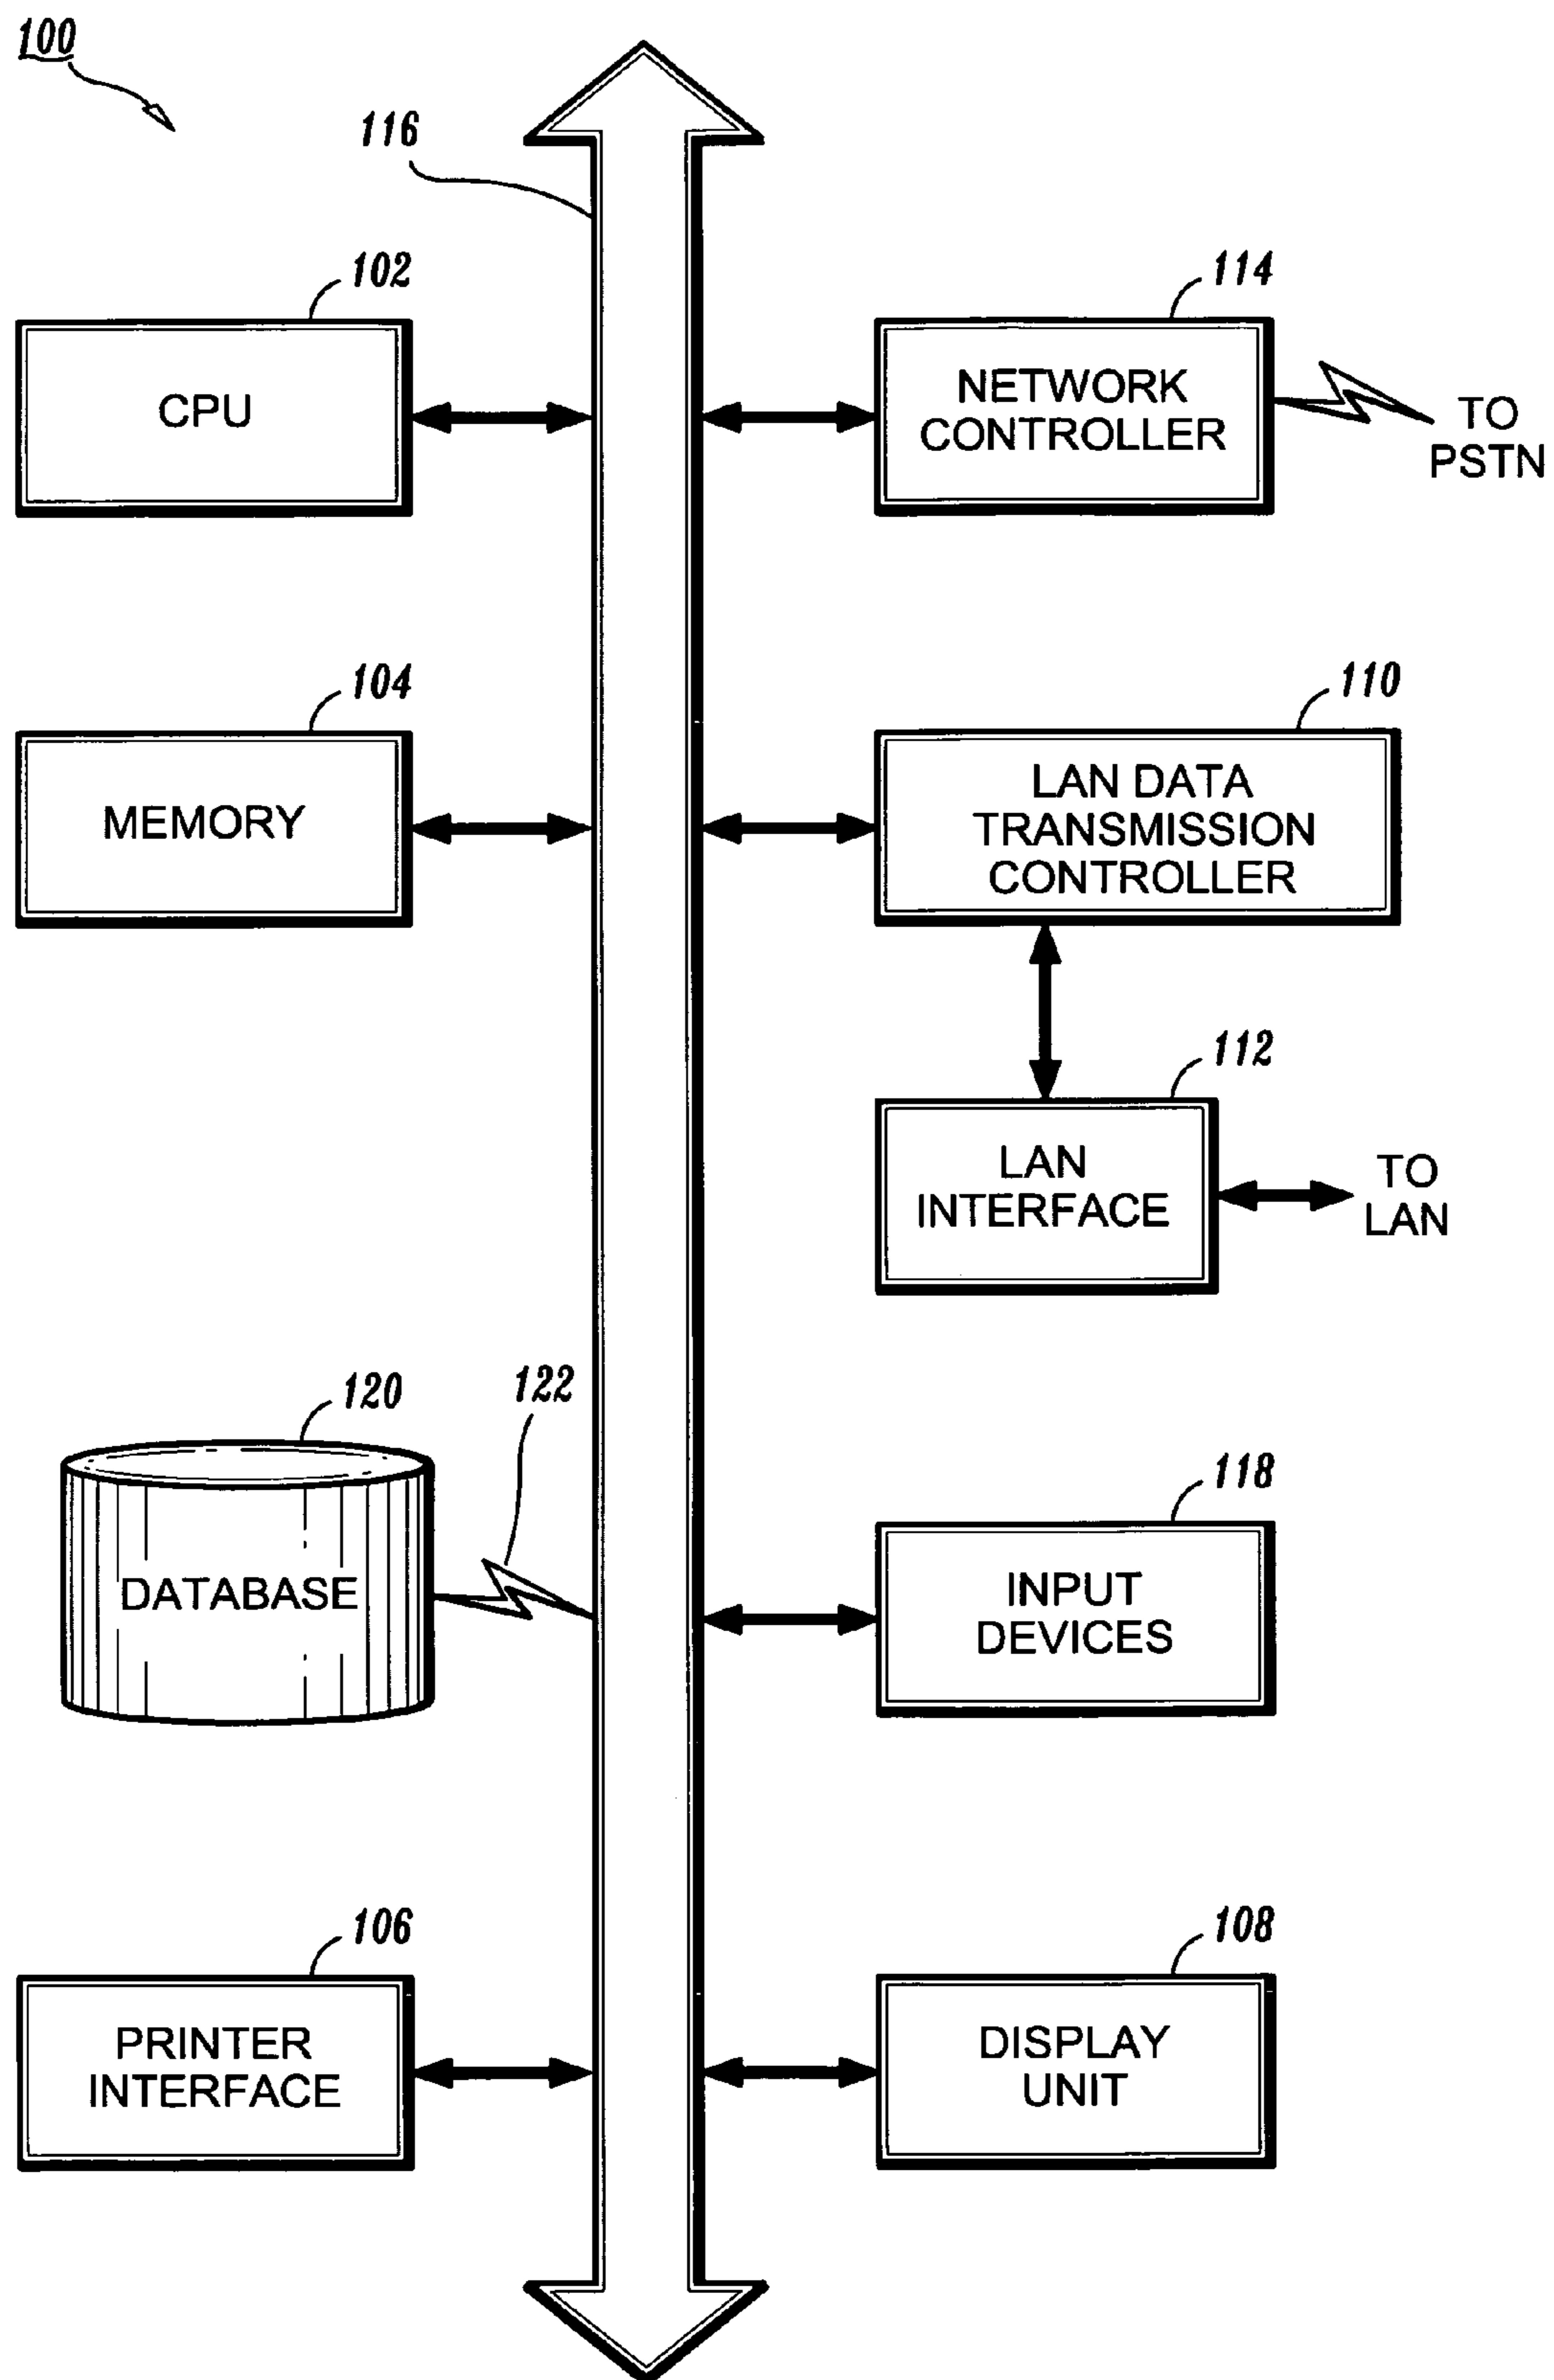 100
116
102
CPU
114
NETWORK
CONTROLLER
TO
PSTN
104
MEMORY
110
LAN DATA
TRANSMISSION
CONTROLLER
112
LAN
INTERFACE
TO
LAN
120
DATABASE
122
118
INPUT
DEVICES
106
PRINTER
INTERFACE
108
DISPLAY
UNIT